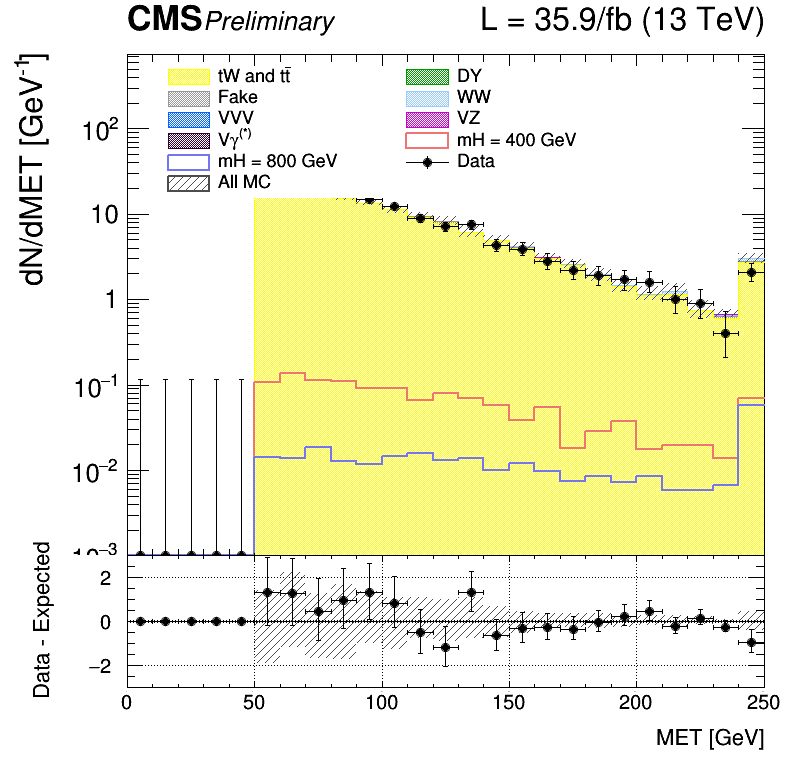 CMS Preliminary L = 35.9/fb (13 TeV)
dN/dMET [GeV⁻¹]
tW and tt̄ DY
Fake WW
VVV VZ
Vγ(*) mH = 400 GeV
mH = 800 GeV Data
All MC
10²
10
1
10⁻¹
10⁻²
10⁻³
Data - Expected
2
0
−2
0 50 100 150 200 250
MET [GeV]